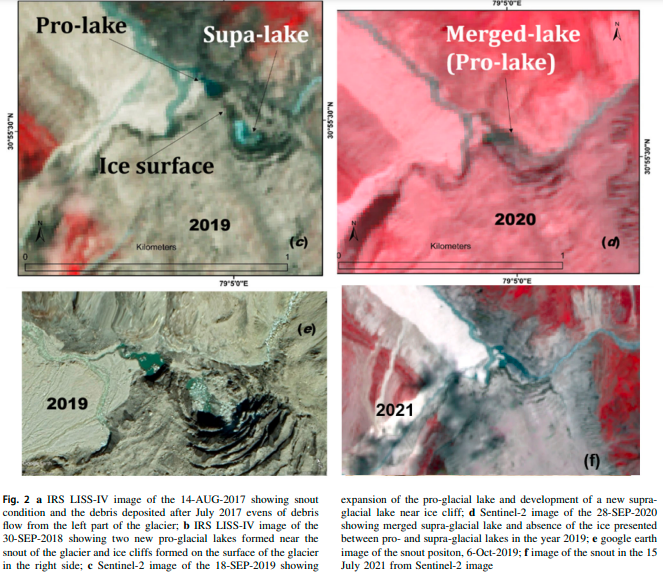 79°5'0"E
Pro-lake
Supa-lake
Ice surface
2019
30°55'30"N
30°55'30"N
N
Kilometers
0
1
(c)
79°5'0"E
Merged-lake
(Pro-lake)
N
2020
30°55'30"N
N
Kilometers
0
1
(d)
79°5'0"E
(e)
2019
2021
(f)
Fig. 2 a IRS LISS-IV image of the 14-AUG-2017 showing snout
condition and the debris deposited after July 2017 evens of debris
flow from the left part of the glacier; b IRS LISS-IV image of the
30-SEP-2018 showing two new pro-glacial lakes formed near the
snout of the glacier and ice cliffs formed on the surface of the glacier
in the right side; c Sentinel-2 image of the 18-SEP-2019 showing
expansion of the pro-glacial lake and development of a new supra-
glacial lake near ice cliff; d Sentinel-2 image of the 28-SEP-2020
showing merged supra-glacial lake and absence of the ice presented
between pro- and supra-glacial lakes in the year 2019; e google earth
image of the snout positon, 6-Oct-2019; f image of the snout in the 15
July 2021 from Sentinel-2 image